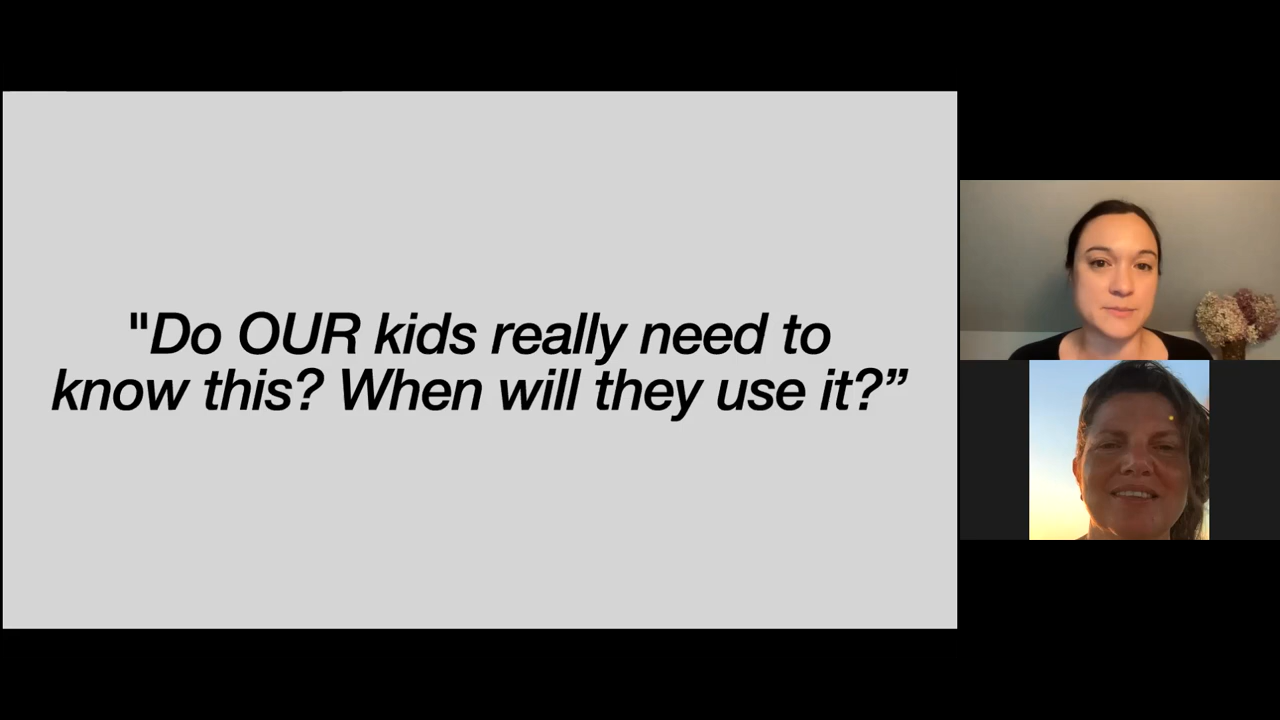 "Do OUR kids really need to
know this? When will they use it?”